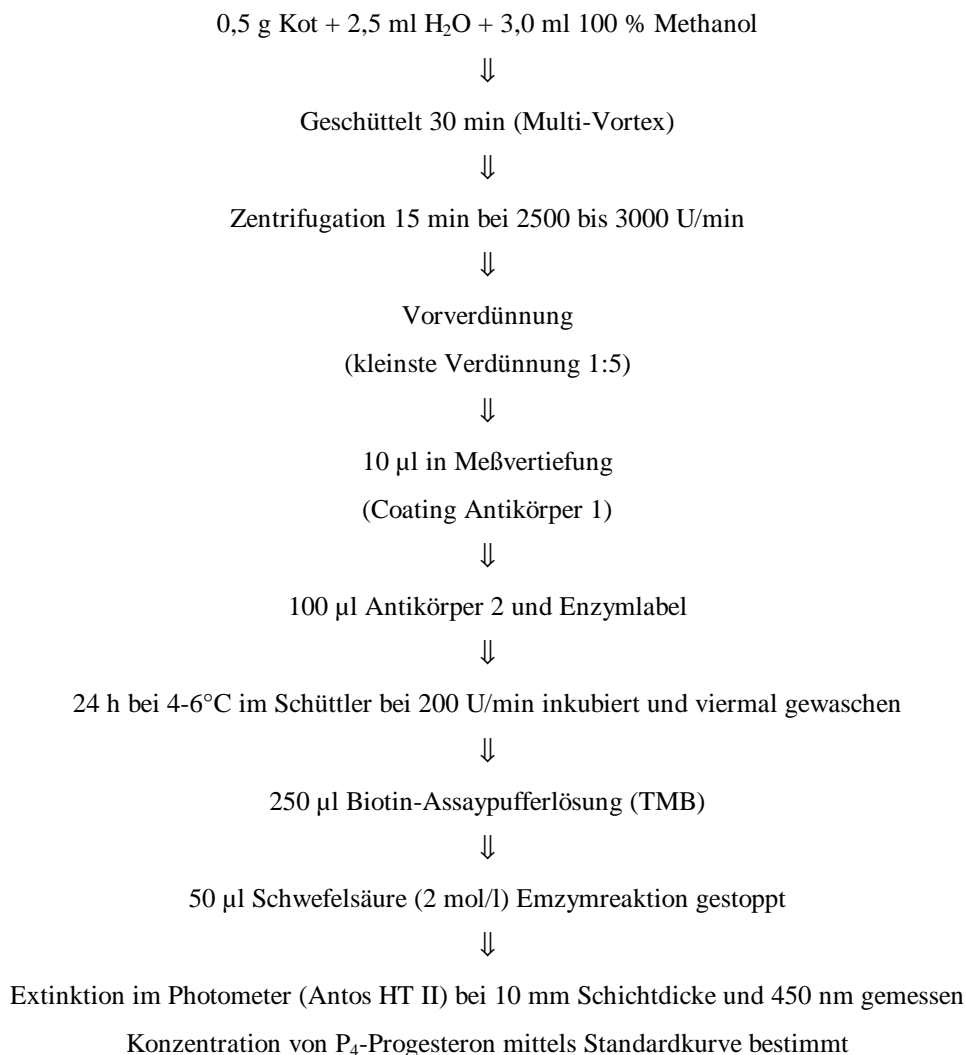 0,5 g Kot + 2,5 ml H₂O + 3,0 ml 100 % Methanol
⇓
Geschüttelt 30 min (Multi-Vortex)
⇓
Zentrifugation 15 min bei 2500 bis 3000 U/min
⇓
Vorverdünnung
(kleinste Verdünnung 1:5)
⇓
10 µl in Meßvertiefung
(Coating Antikörper 1)
⇓
100 µl Antikörper 2 und Enzymlabel
⇓
24 h bei 4-6°C im Schüttler bei 200 U/min inkubiert und viermal gewaschen
⇓
250 µl Biotin-Assaypufferlösung (TMB)
⇓
50 µl Schwefelsäure (2 mol/l) Emzymreaktion gestoppt
⇓
Extinktion im Photometer (Antos HT II) bei 10 mm Schichtdicke und 450 nm gemessen
Konzentration von P₄-Progesteron mittels Standardkurve bestimmt